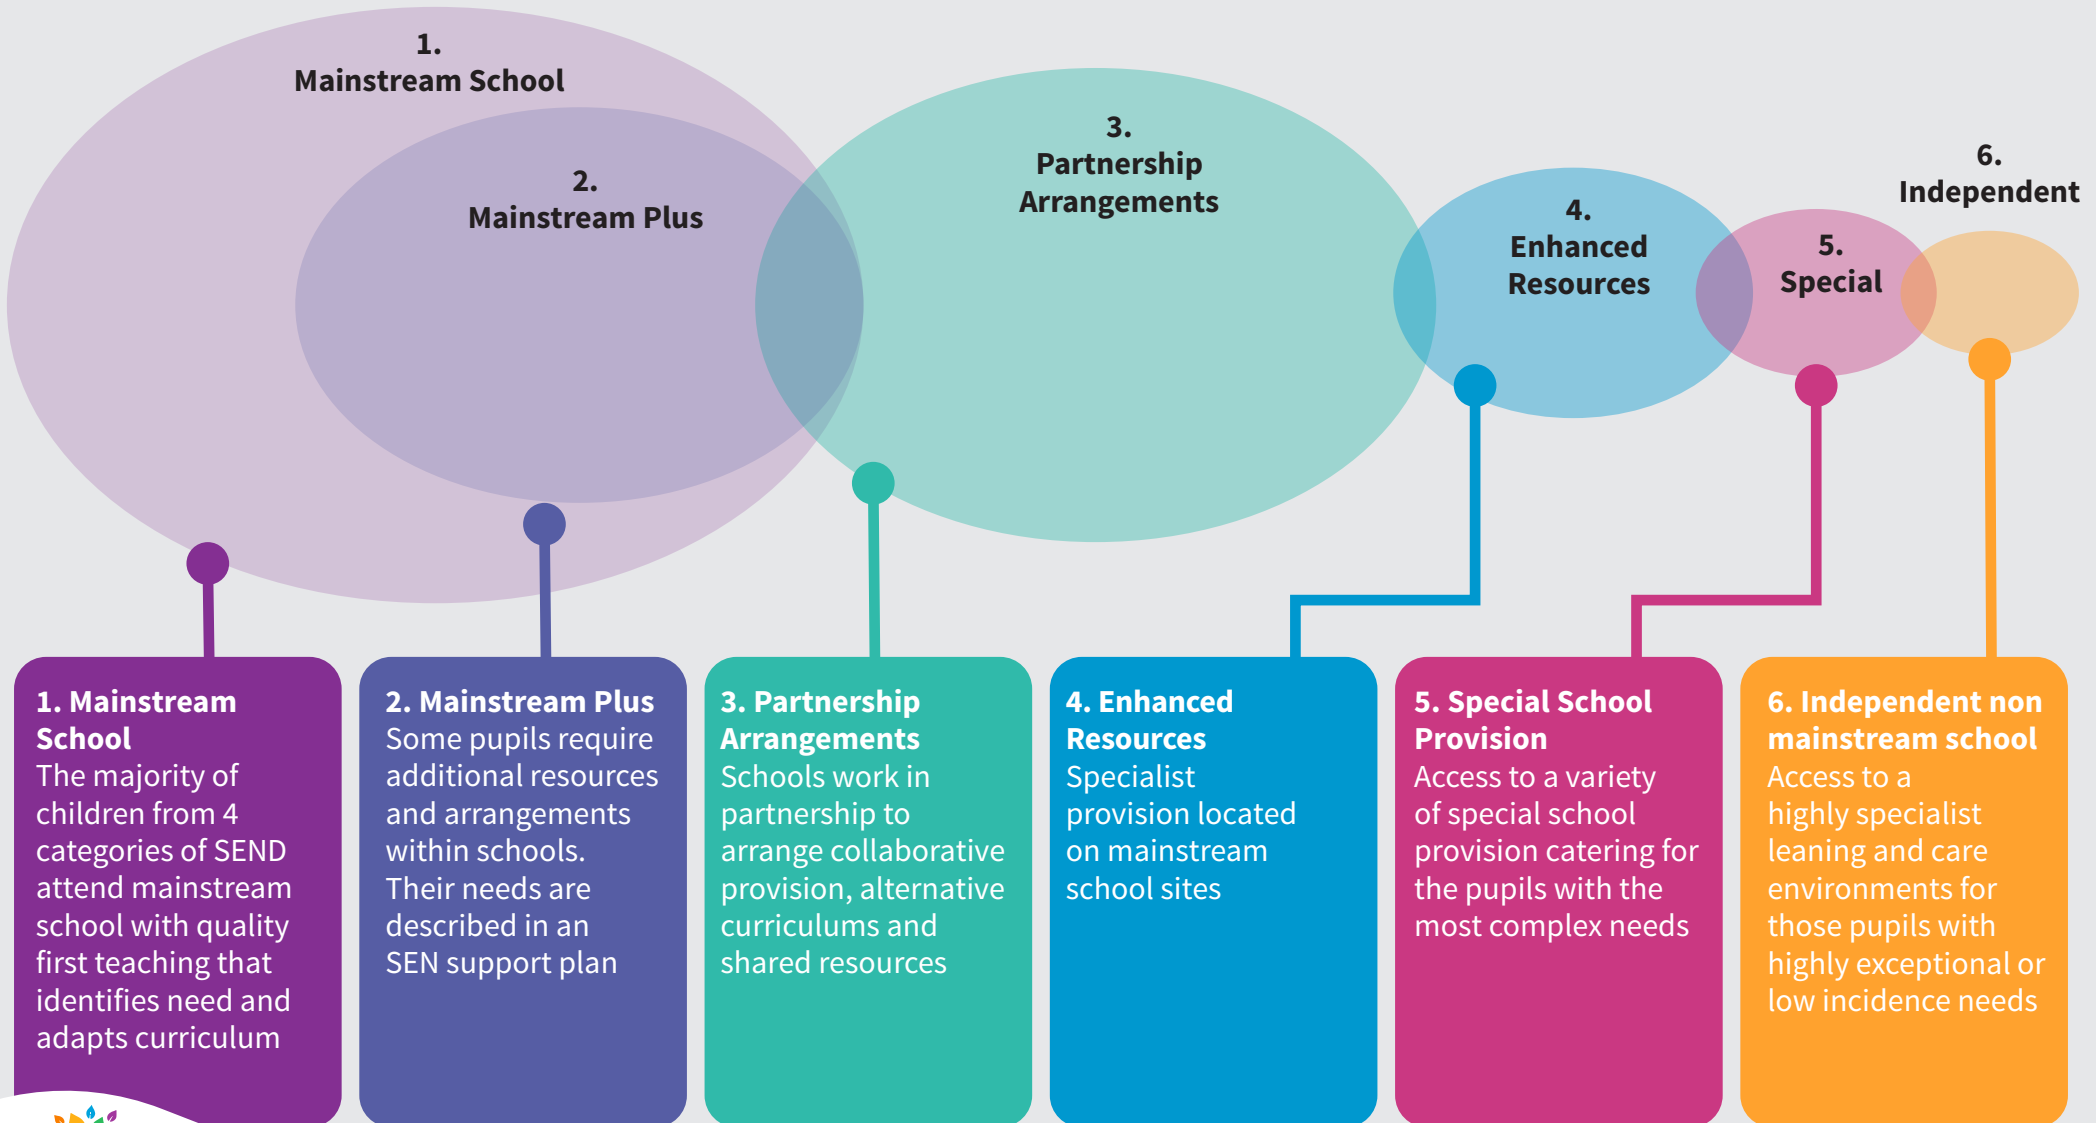 1.
Mainstream School
2.
Mainstream Plus
3.
Partnership
Arrangements
4.
Enhanced
Resources
5.
Special
6.
Independent
1. Mainstream
School
The majority of
children from 4
categories of SEND
attend mainstream
school with quality
first teaching that
identifies need and
adapts curriculum
2. Mainstream Plus
Some pupils require
additional resources
and arrangements
within schools.
Their needs are
described in an
SEN support plan
3. Partnership
Arrangements
Schools work in
partnership to
arrange collaborative
provision, alternative
curriculums and
shared resources
4. Enhanced
Resources
Specialist
provision located
on mainstream
school sites
5. Special School
Provision
Access to a variety
of special school
provision catering for
the pupils with the
most complex needs
6. Independent non
mainstream school
Access to a
highly specialist
leaning and care
environments for
those pupils with
highly exceptional or
low incidence needs